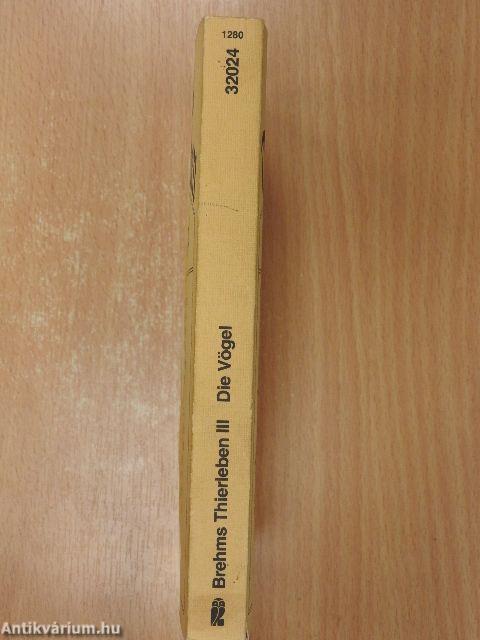 1280
32024
Brehms Thierleben III Die Vögel
Antikvárium.hu